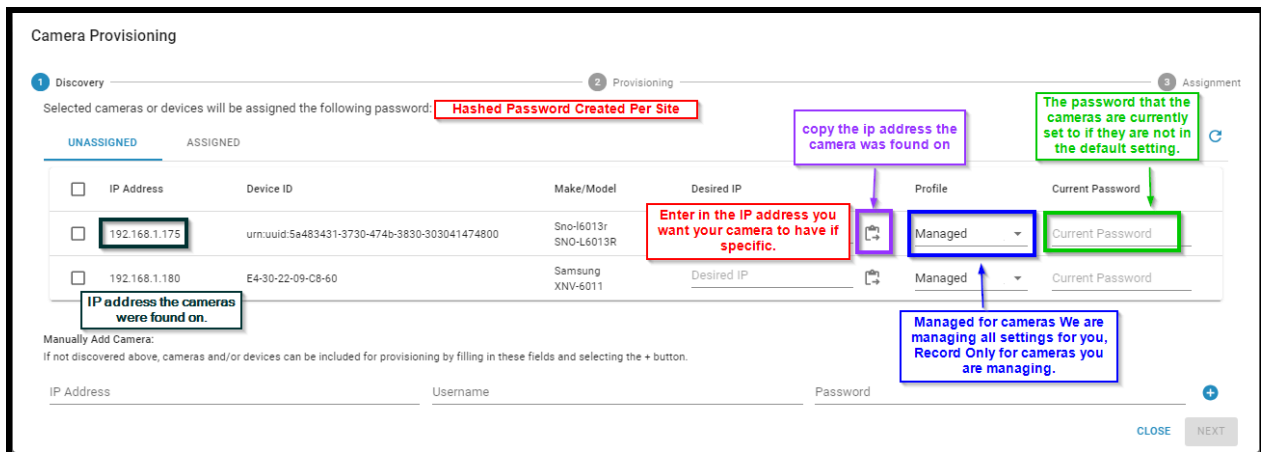 Camera Provisioning
1 Discovery 2 Provisioning 3 Assignment
Selected cameras or devices will be assigned the following password: Hashed Password Created Per Site
The password that the
cameras are currently
set to if they are not in
the default setting.
copy the ip address the
camera was found on
UNASSIGNED ASSIGNED
IP Address Device ID Make/Model Desired IP Profile Current Password
Enter in the IP address you
want your camera to have if
specific.
192.168.1.175 urn:uuid:5a483431-3730-474b-3830-303041474800 Sno-l6013r Managed Current Password
SNO-L6013R
192.168.1.180 E4-30-22-09-C8-60 Samsung Desired IP Managed Current Password
XNV-6011
IP address the cameras
were found on.
Managed for cameras We are
managing all settings for you,
Record Only for cameras you
are managing.
Manually Add Camera:
If not discovered above, cameras and/or devices can be included for provisioning by filling in these fields and selecting the + button.
IP Address Username Password
CLOSE NEXT